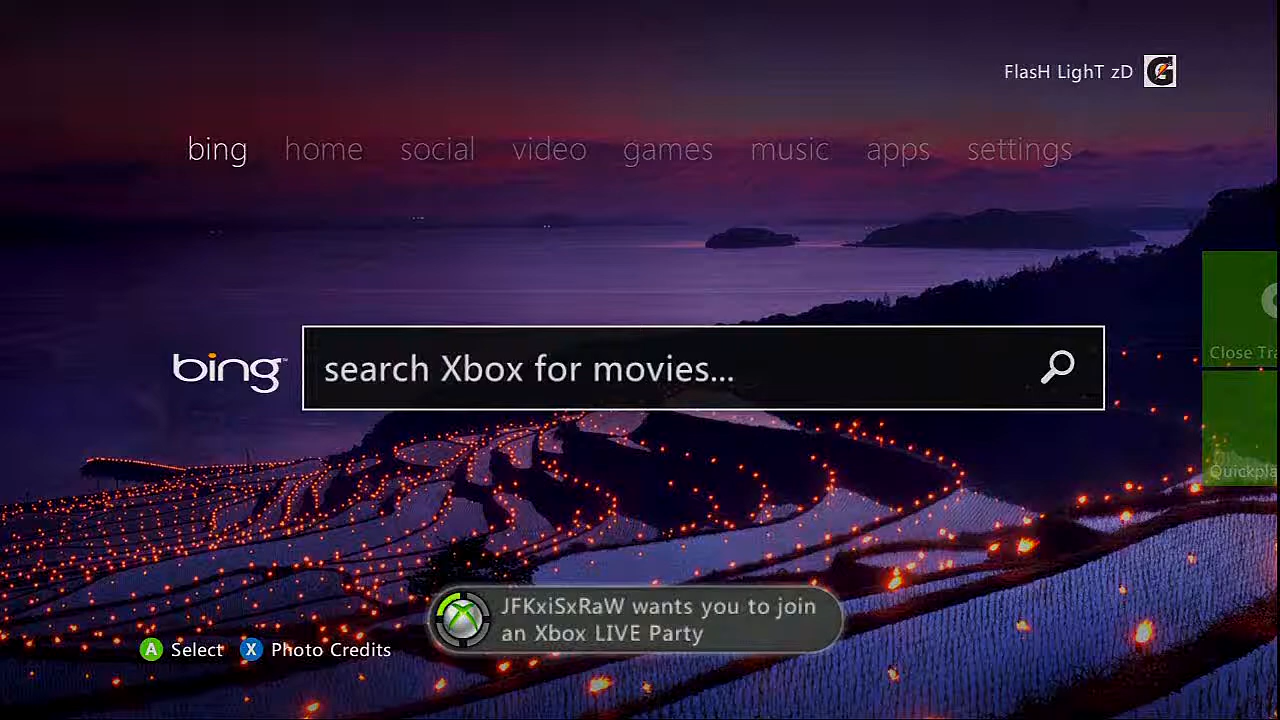 FlasH LighT zD
bing home social video games music apps settings
bing
search Xbox for movies...
Close Tra
Quickpla
JFKxiSxRaW wants you to join
an Xbox LIVE Party
A Select X Photo Credits